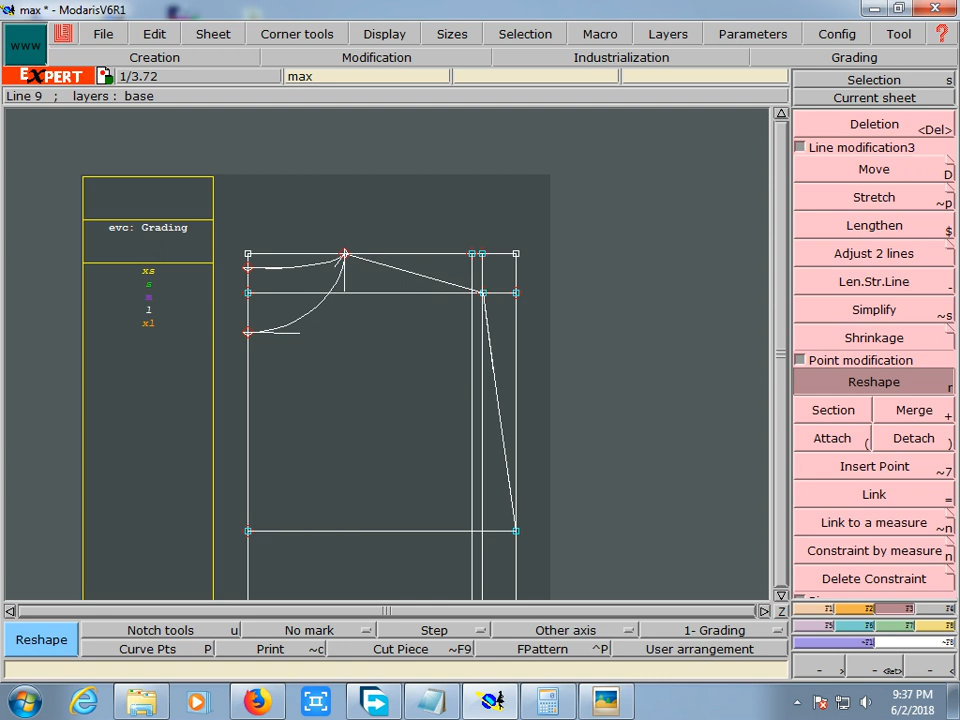 max * - ModarisV6R1
www
File Edit Sheet Corner tools Display Sizes Selection Macro Layers Parameters Config Tool ?
Creation Modification Industrialization Grading
EXPERT 1/3.72 max
Line 9 ; layers : base
Selection s
Current sheet
Deletion <Del>
Line modification3
Move D
Stretch ~p
Lengthen $
Adjust 2 lines
Len.Str.Line -
Simplify ~s
Shrinkage
Point modification
Reshape r
Section Merge +
Attach ( Detach )
Insert Point ~7
Link =
Link to a measure ~n
Constraint by measure n
Delete Constraint
evc: Grading
xs
s
m
l
xl
Z
F1 F2 F3 F4
F5 F6 F7 F8
~F1 ~F8
Reshape
Notch tools u No mark Step Other axis 1- Grading
Curve Pts P Print ~c Cut Piece ~F9 FPattern ^P User arrangement
- > - <Ret> - <
9:37 PM
6/2/2018